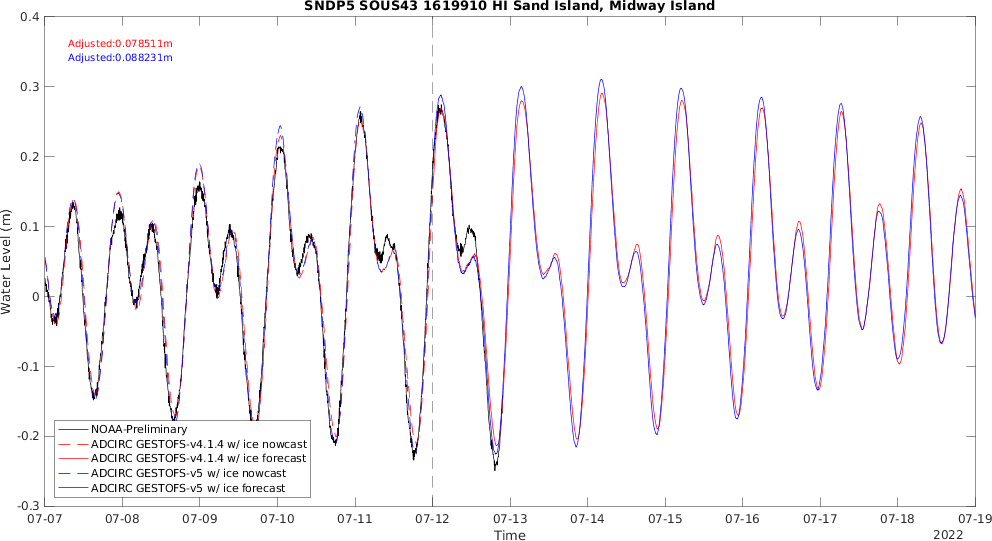 SNDP5 SOUS43 1619910 HI Sand Island, Midway Island
Adjusted:0.078511m
Adjusted:0.088231m
Water Level (m)
0.4
0.3
0.2
0.1
0
-0.1
-0.2
-0.3
NOAA-Preliminary
ADCIRC GESTOFS-v4.1.4 w/ ice nowcast
ADCIRC GESTOFS-v4.1.4 w/ ice forecast
ADCIRC GESTOFS-v5 w/ ice nowcast
ADCIRC GESTOFS-v5 w/ ice forecast
07-07 07-08 07-09 07-10 07-11 07-12 07-13 07-14 07-15 07-16 07-17 07-18 07-19
Time
2022